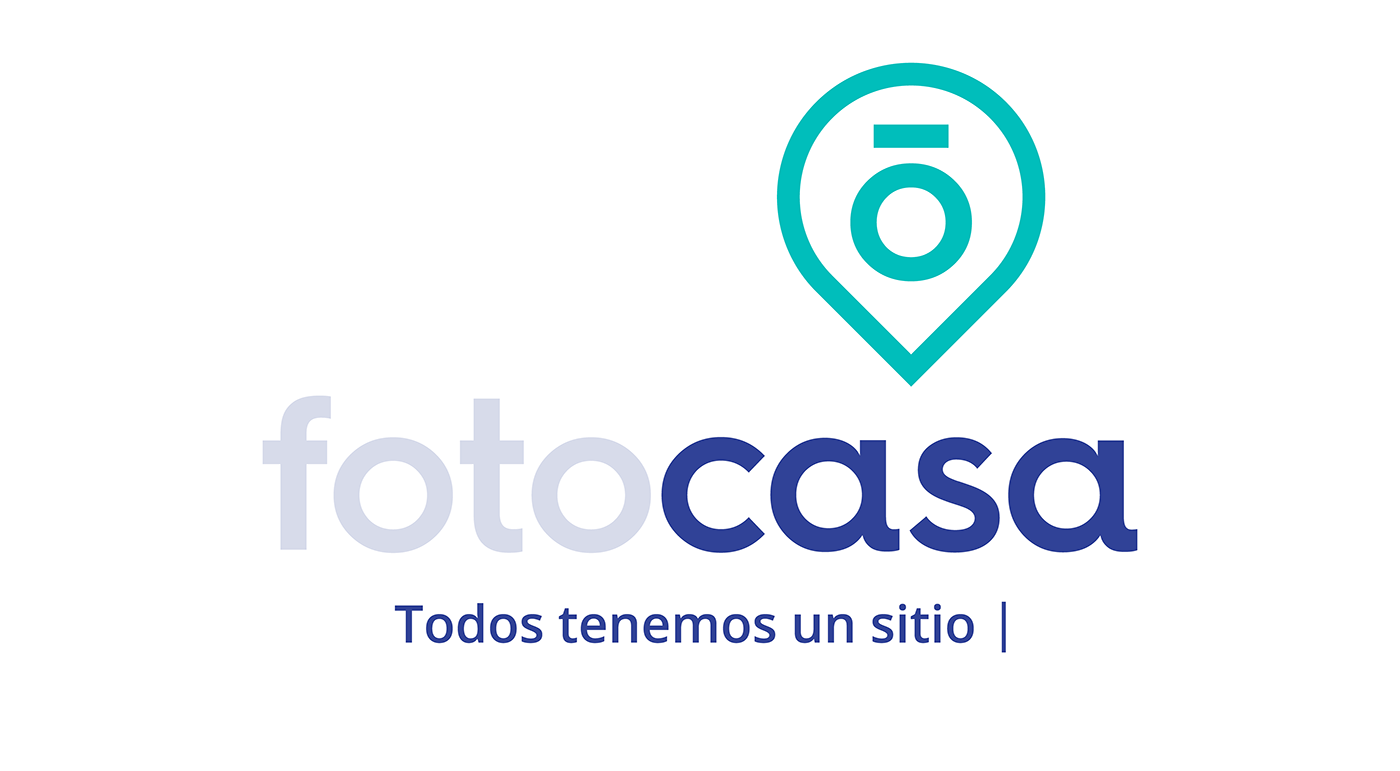 ō
fotocasa
Todos tenemos un sitio |